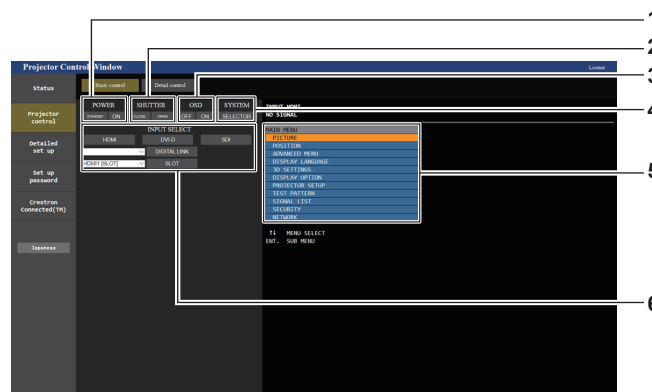 1
2
3
4
5
6
Projector Control Window
License
Status
Projector control
Detailed set up
Set up password
Crestron Connected(TM)
Japanese
Basic control
Detail control
POWER
STANDBY ON
SHUTTER
CLOSE OPEN
OSD
OFF ON
SYSTEM
SELECTOR
INPUT SELECT
HDMI DVI-D SDI
DIGITAL LINK
HDMI1 [SLOT] SLOT
INPUT HDMI
NO SIGNAL
MAIN MENU
PICTURE
POSITION
ADVANCED MENU
DISPLAY LANGUAGE
3D SETTINGS
DISPLAY OPTION
PROJECTOR SETUP
TEST PATTERN
SIGNAL LIST
SECURITY
NETWORK
↑↓ MENU SELECT
ENT. SUB MENU